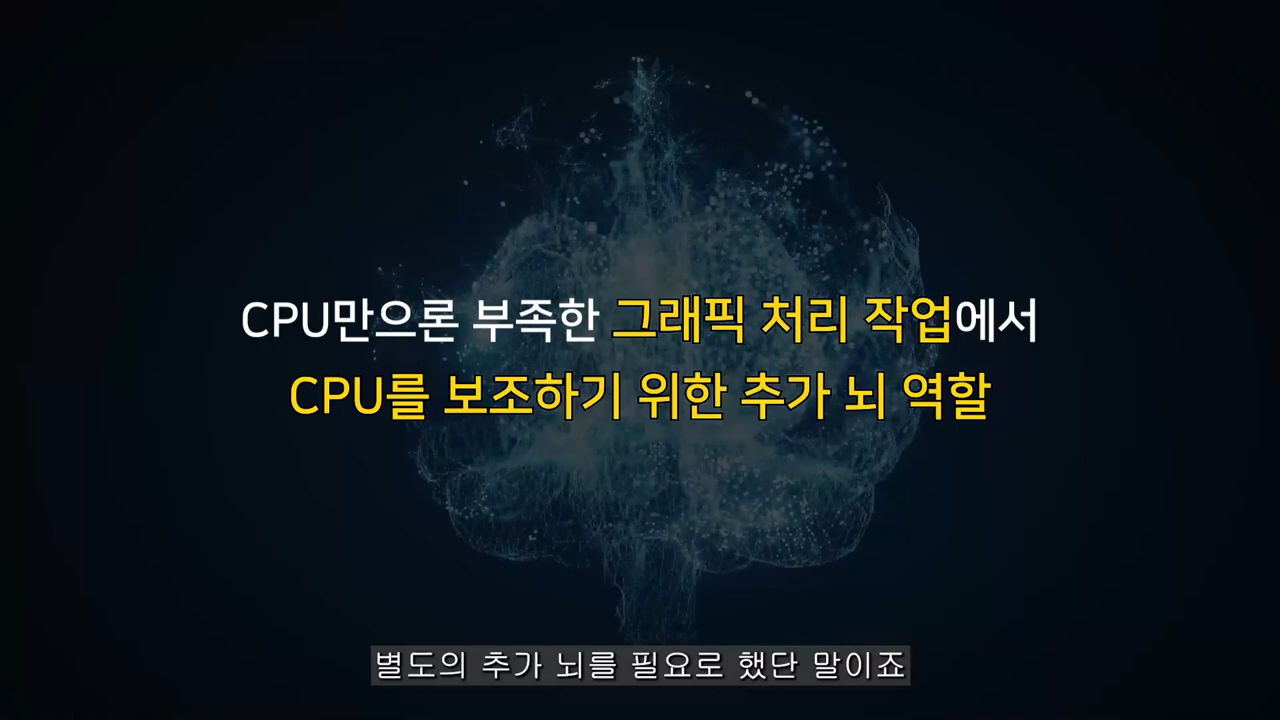 CPU만으론 부족한 그래픽 처리 작업에서
CPU를 보조하기 위한 추가 뇌 역할
별도의 추가 뇌를 필요로 했단 말이죠